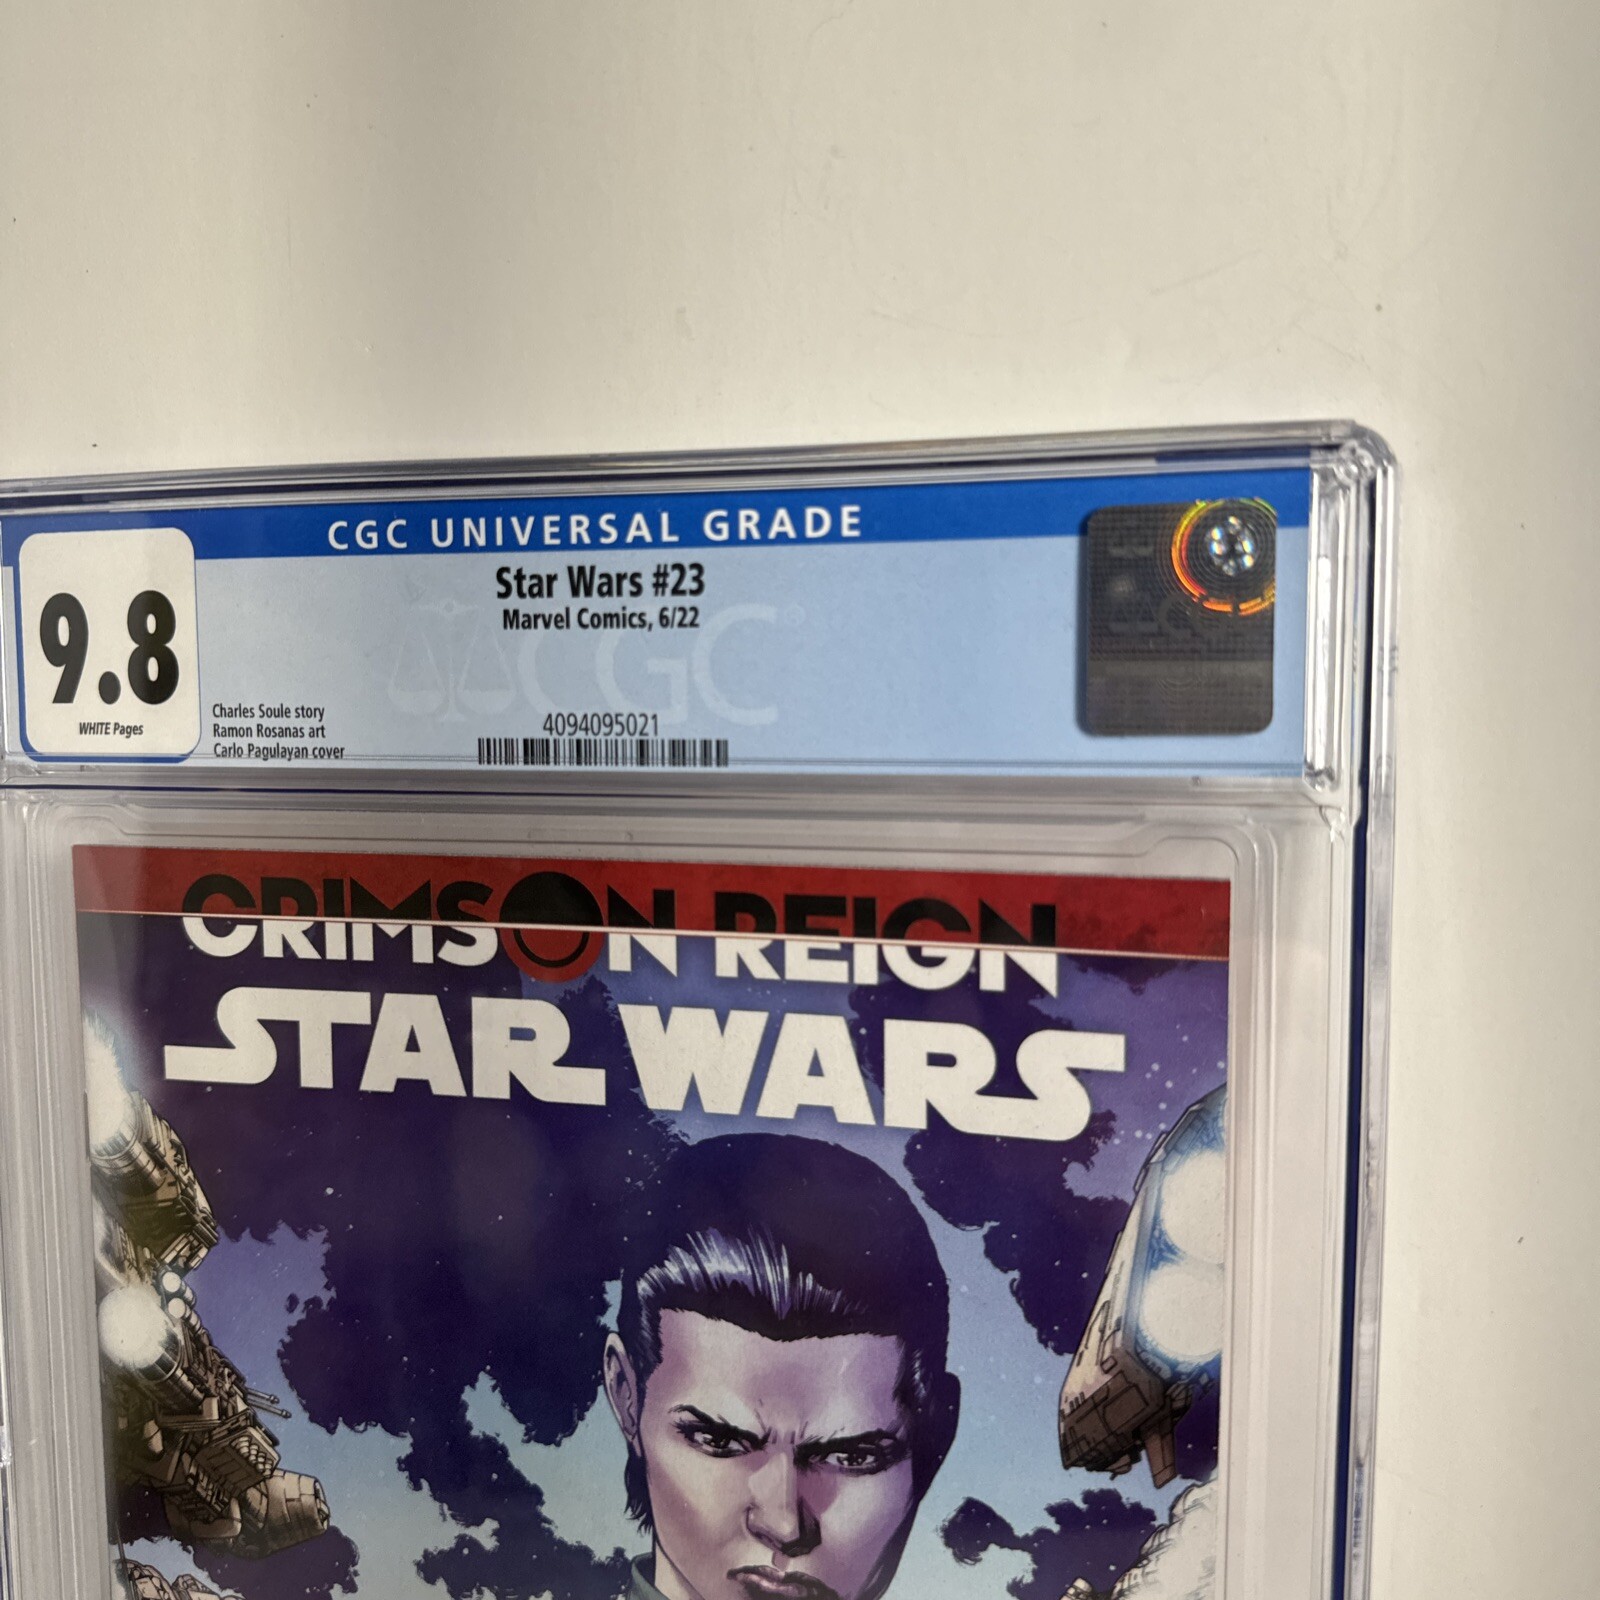 CGC UNIVERSAL GRADE
9.8
WHITE Pages
Star Wars #23
Marvel Comics, 6/22
CGC
Charles Soule story
Ramon Rosanas art
Carlo Pagulayan cover
4094095021
CRIMSON REIGN
STAR WARS